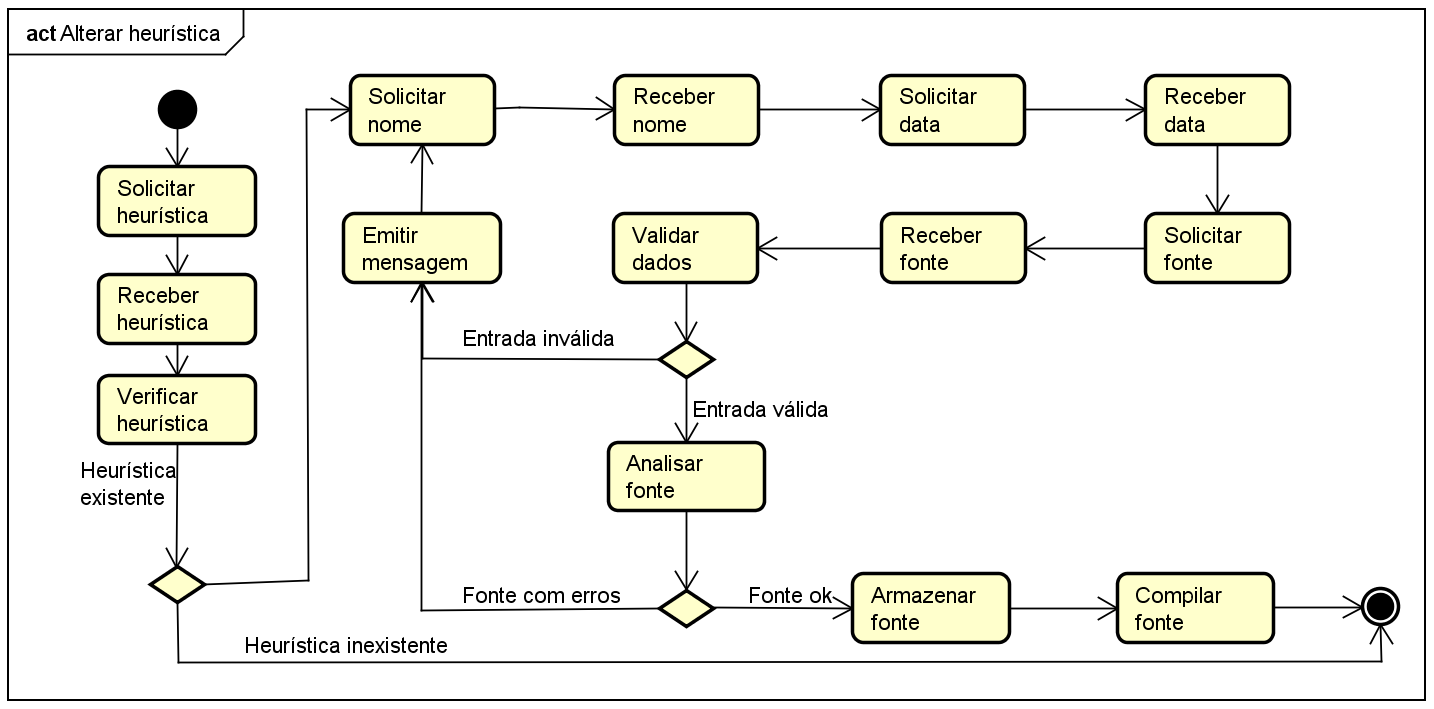 act Alterar heurística
Solicitar
heurística
Receber
heurística
Verificar
heurística
Heurística
existente
Heurística inexistente
Solicitar
nome
Receber
nome
Solicitar
data
Receber
data
Solicitar
fonte
Receber
fonte
Validar
dados
Emitir
mensagem
Entrada inválida
Entrada válida
Analisar
fonte
Fonte com erros
Fonte ok
Armazenar
fonte
Compilar
fonte